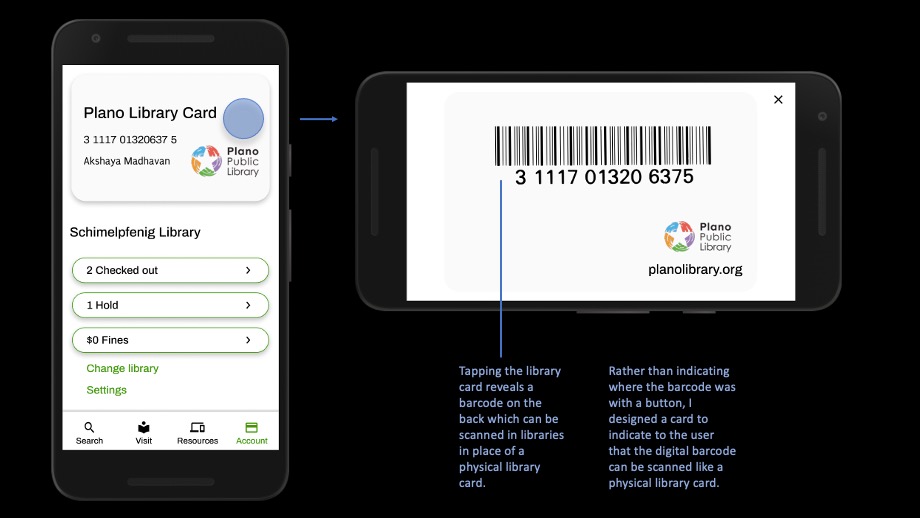 Plano Library Card
3 1117 01320637 5
Akshaya Madhavan
Plano
Public
Library
Schimelpfenig Library
2 Checked out
1 Hold
$0 Fines
Change library
Settings
Search
Visit
Resources
Account
3 1117 01320 6375
Plano
Public
Library
planolibrary.org
Tapping the library
card reveals a
barcode on the
back which can be
scanned in libraries
in place of a
physical library
card.
Rather than indicating
where the barcode was
with a button, I
designed a card to
indicate to the user
that the digital barcode
can be scanned like a
physical library card.